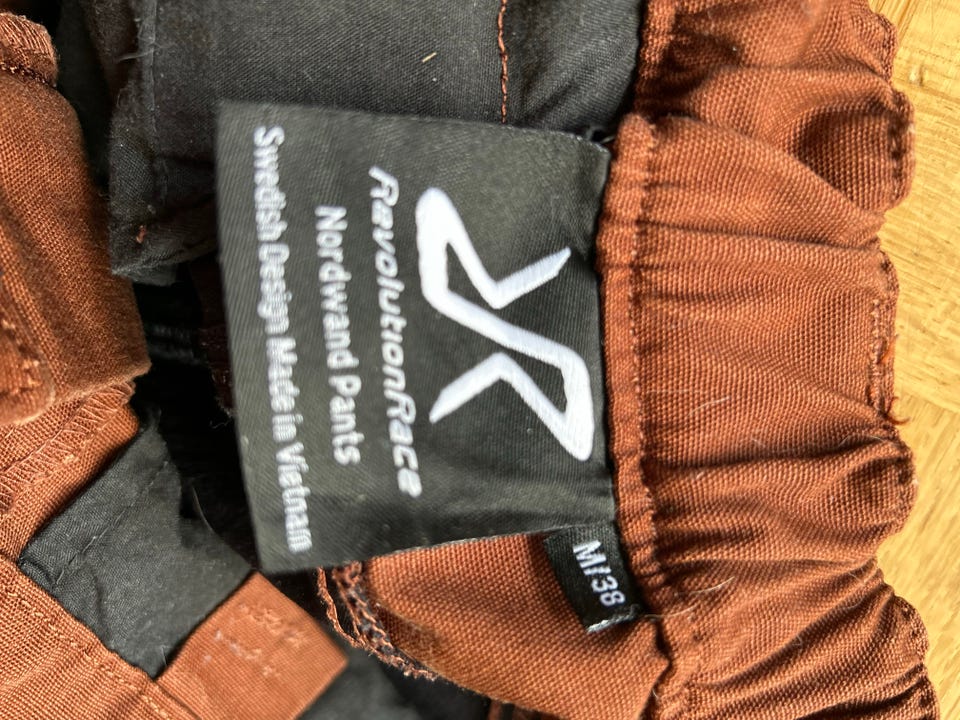 RevolutionRace
Nordwand Pants
Swedish Design Made in Vietnam
M/38